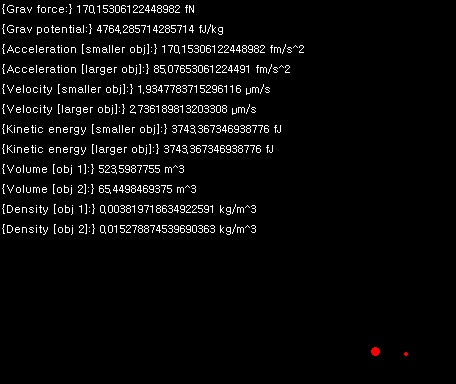 {Grav force:} 170,15306122448982 fN
{Grav potential:} 4764,285714285714 fJ/kg
{Acceleration [smaller obj]:} 170,15306122448982 fm/s^2
{Acceleration [larger obj]:} 85,07653061224491 fm/s^2
{Velocity [smaller obj]:} 1,9347783715296116 µm/s
{Velocity [larger obj]:} 2,736189813203308 µm/s
{Kinetic energy [smaller obj]:} 3743,367346938776 fJ
{Kinetic energy [larger obj]:} 3743,367346938776 fJ
{Volume [obj 1]:} 523,5987755 m^3
{Volume [obj 2]:} 65,4498469375 m^3
{Density [obj 1]:} 0,003819718634922591 kg/m^3
{Density [obj 2]:} 0,015278874539690363 kg/m^3